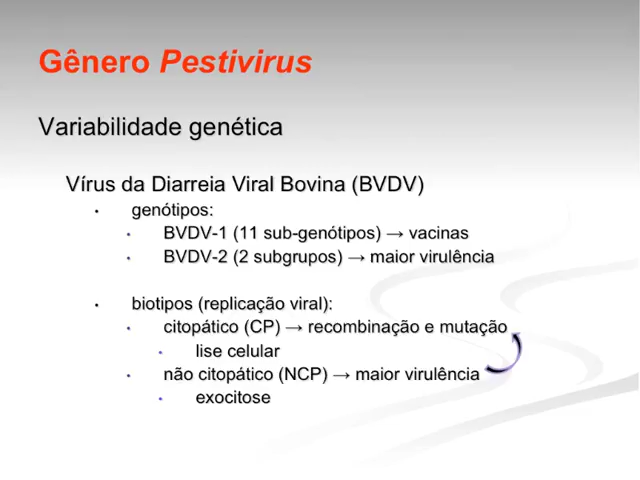 Gênero Pestivirus
Variabilidade genética
Vírus da Diarreia Viral Bovina (BVDV)
• genótipos:
• BVDV-1 (11 sub-genótipos) → vacinas
• BVDV-2 (2 subgrupos) → maior virulência
• biotipos (replicação viral):
• citopático (CP) → recombinação e mutação
• lise celular
• não citopático (NCP) → maior virulência
• exocitose